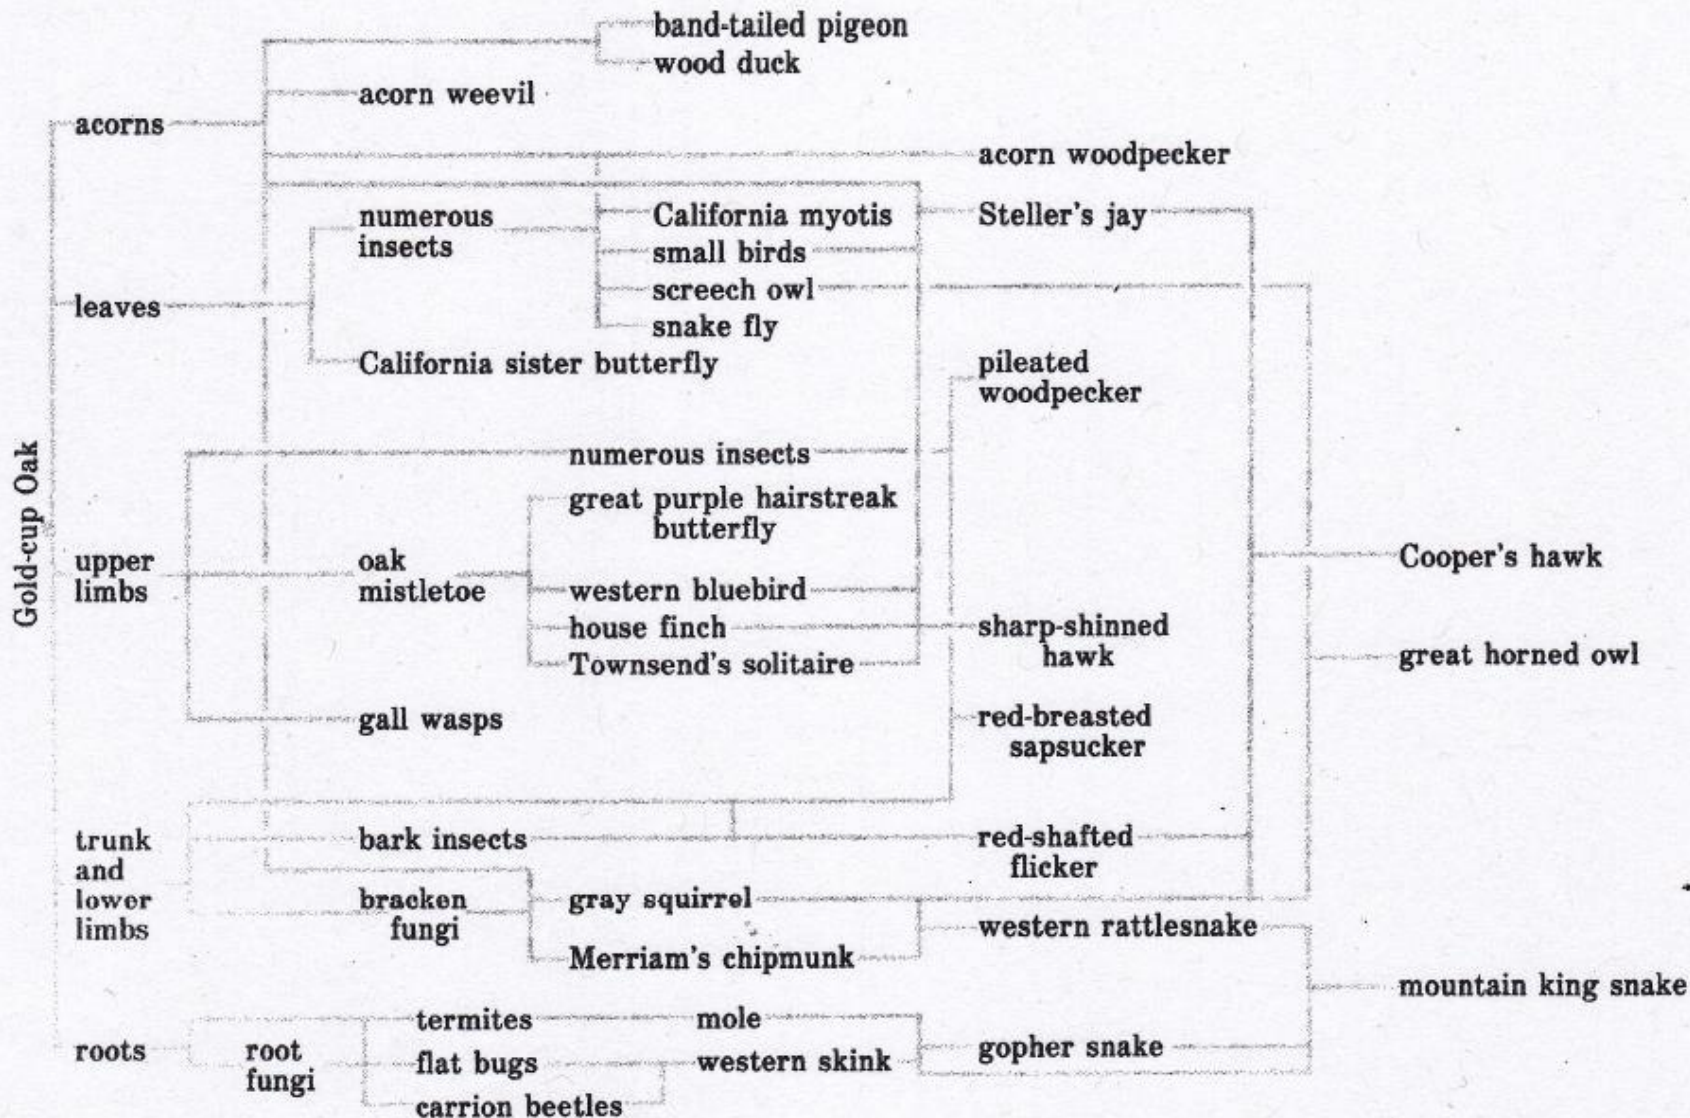 band-tailed pigeon
wood duck
acorn weevil
acorns
acorn woodpecker
numerous
insects
California myotis
Steller's jay
small birds
screech owl
leaves
snake fly
California sister butterfly
pileated
woodpecker
Gold-cup Oak
numerous insects
great purple hairstreak
butterfly
upper
limbs
oak
mistletoe
Cooper's hawk
western bluebird
house finch
sharp-shinned
hawk
great horned owl
Townsend's solitaire
gall wasps
red-breasted
sapsucker
trunk
and
lower
limbs
bark insects
red-shafted
flicker
bracken
fungi
gray squirrel
western rattlesnake
Merriam's chipmunk
mountain king snake
termites
mole
roots
root
fungi
flat bugs
western skink
gopher snake
carrion beetles